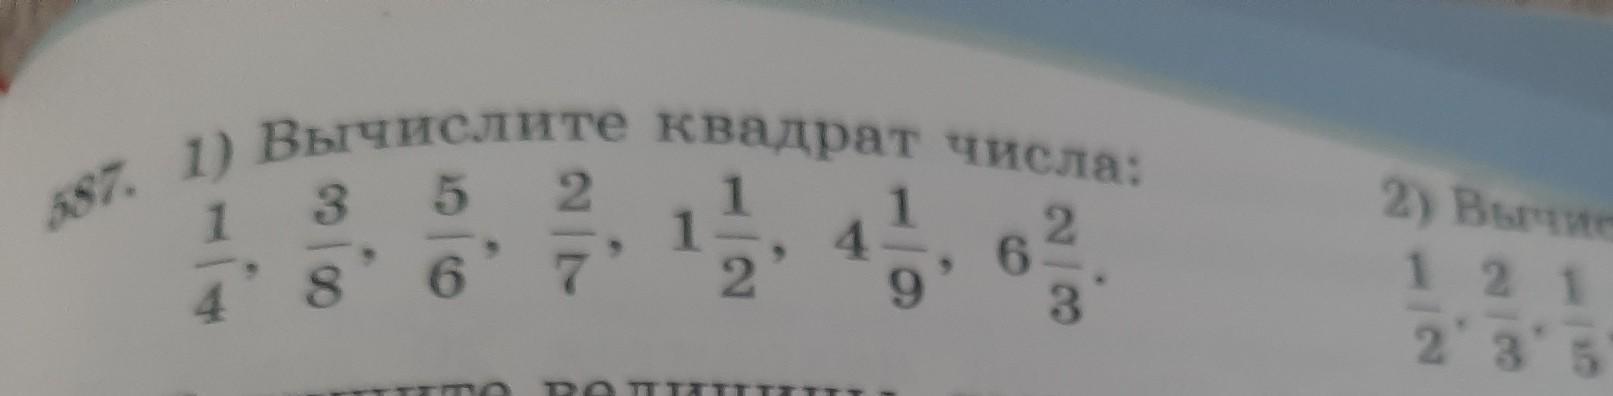 587. 1) Вычислите квадрат числа:
1/4, 3/8, 5/6, 2/7, 1 1/2, 4 1/9, 6 2/3.
2)
1/2, 2/3, 1/5